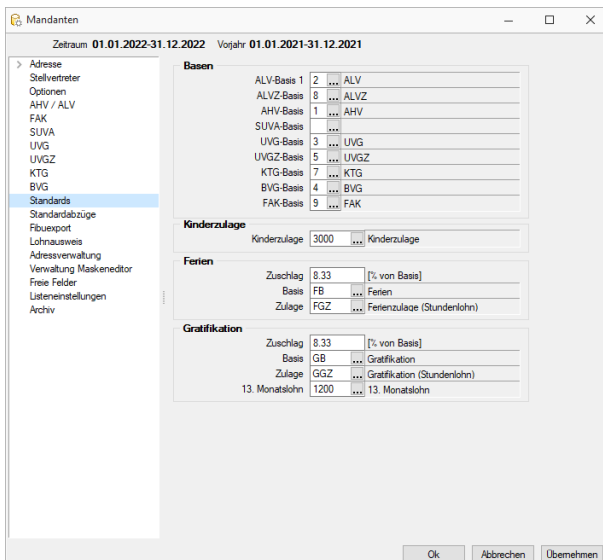 Mandanten
Zeitraum 01.01.2022-31.12.2022 Vorjahr 01.01.2021-31.12.2021
Adresse
Stellvertreter
Optionen
AHV / ALV
FAK
SUVA
UVG
UVGZ
KTG
BVG
Standards
Standardabzüge
Fibuexport
Lohnausweis
Adressverwaltung
Verwaltung Maskeneditor
Freie Felder
Listeneinstellungen
Archiv
Basen
ALV-Basis 1 2 ... ALV
ALVZ-Basis 8 ... ALVZ
AHV-Basis 1 ... AHV
SUVA-Basis ...
UVG-Basis 3 ... UVG
UVGZ-Basis 5 ... UVGZ
KTG-Basis 7 ... KTG
BVG-Basis 4 ... BVG
FAK-Basis 9 ... FAK
Kinderzulage
Kinderzulage 3000 ... Kinderzulage
Ferien
Zuschlag 8.33 [% von Basis]
Basis FB ... Ferien
Zulage FGZ ... Ferienzulage (Stundenlohn)
Gratifikation
Zuschlag 8.33 [% von Basis]
Basis GB ... Gratifikation
Zulage GGZ ... Gratifikation (Stundenlohn)
13. Monatslohn 1200 ... 13. Monatslohn
Ok Abbrechen Übernehmen